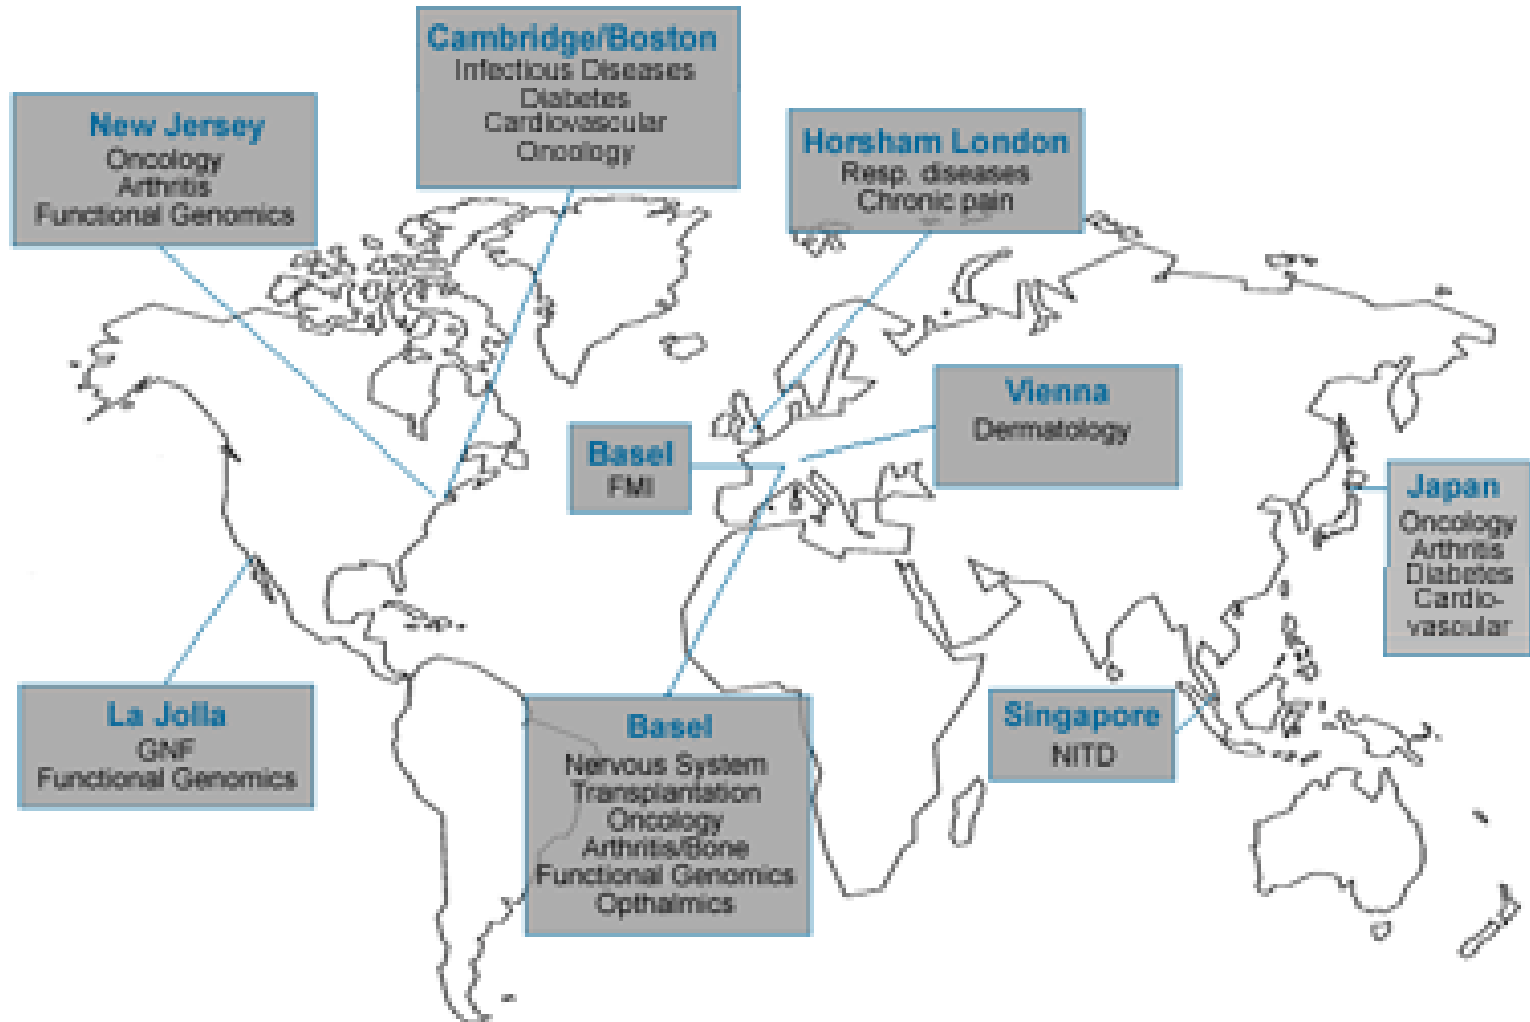 Cambridge/Boston
Infectious Diseases
Diabetes
Cardiovascular
Oncology
New Jersey
Oncology
Arthritis
Functional Genomics
Horsham London
Resp. diseases
Chronic pain
Vienna
Dermatology
Basel
FMI
Japan
Oncology
Arthritis
Diabetes
Cardio-
vascular
La Jolla
GNF
Functional Genomics
Basel
Nervous System
Transplantation
Oncology
Arthritis/Bone
Functional Genomics
Opthalmics
Singapore
NITD